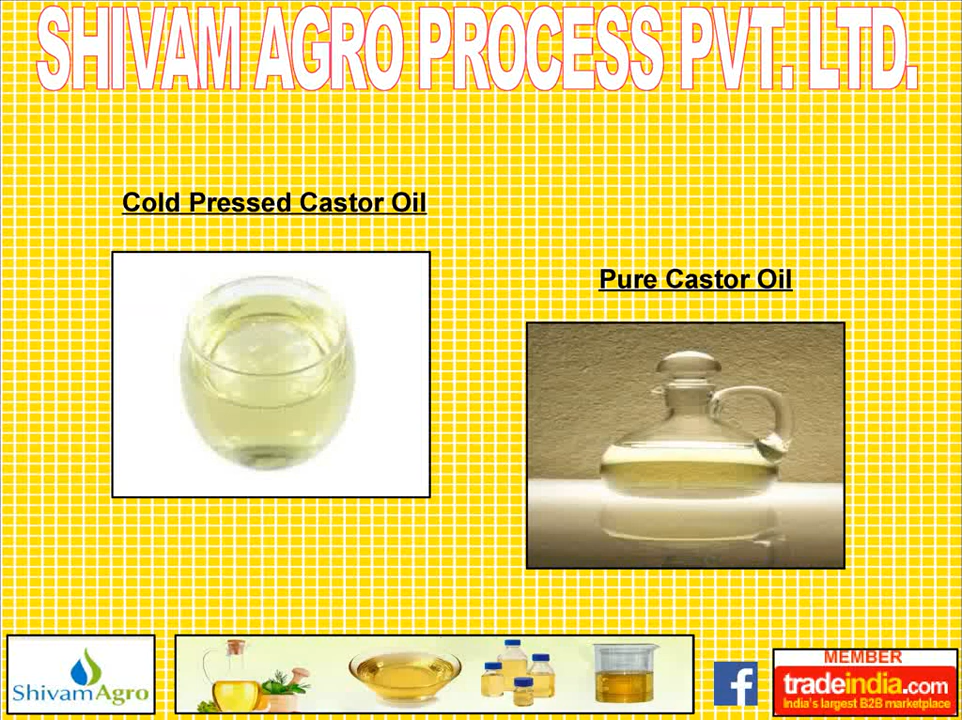 SHIVAM AGRO PROCESS PVT. LTD.
Cold Pressed Castor Oil
Pure Castor Oil
ShivamAgro
f
MEMBER
tradeindia.com
India's largest B2B marketplace